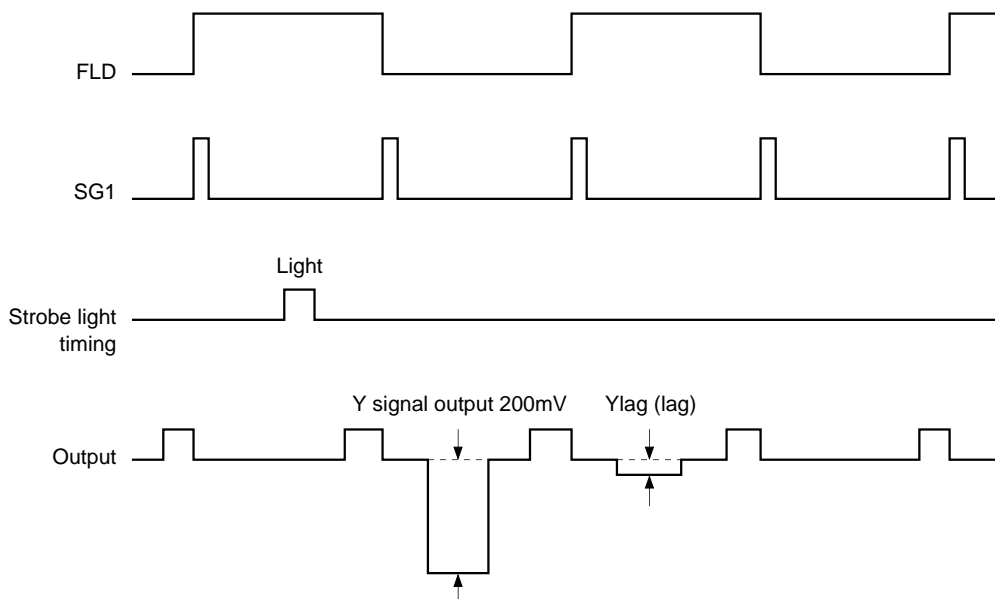 FLD
SG1
Light
Strobe light
timing
Y signal output 200mV
Ylag (lag)
Output